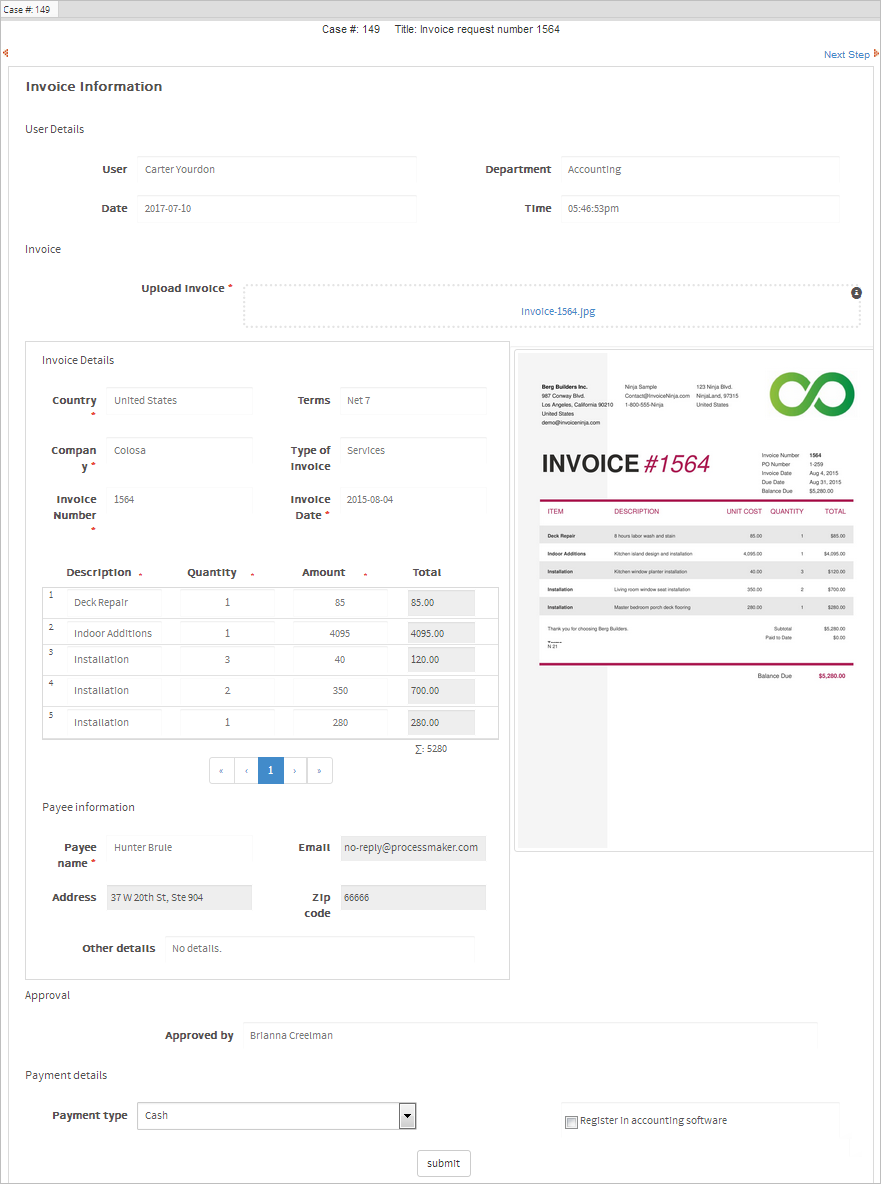 Case #: 149
Case #: 149 Title: Invoice request number 1564
Next Step
Invoice Information
User Details
User Carter Yourdon Department Accounting
Date 2017-07-10 Time 05:46:53pm
Invoice
Upload Invoice *
Invoice-1564.jpg
Invoice Details
Country * United States Terms Net 7
Company * Colosa Type of Invoice Services
Invoice Number * 1564 Invoice Date * 2015-08-04
Description * Quantity * Amount * Total
1 Deck Repair 1 85 85.00
2 Indoor Additions 1 4095 4095.00
3 Installation 3 40 120.00
4 Installation 2 350 700.00
5 Installation 1 280 280.00
∑: 5280
« ‹ 1 › »
Payee information
Payee name * Hunter Brule Email no-reply@processmaker.com
Address 37 W 20th St, Ste 904 Zip code 66666
Other details No details.
Berg Builders Inc. Ninja Sample 123 Ninja Blvd.
987 Conway Blvd. Contact@InvoiceNinja.com NinjaLand, 97315
Los Angeles, California 90210 1-800-555-Ninja United States
United States
demo@invoiceninja.com
INVOICE #1564
Invoice Number 1564
PO Number 1-259
Invoice Date Aug 4, 2015
Due Date Aug 31, 2015
Balance Due $5,280.00
ITEM DESCRIPTION UNIT COST QUANTITY TOTAL
Deck Repair 8 hours labor wash and stain 85.00 1 $85.00
Indoor Additions Kitchen island design and installation 4,095.00 1 $4,095.00
Installation Kitchen window planter installation 40.00 3 $120.00
Installation Living room window seat installation 350.00 2 $700.00
Installation Master bedroom porch deck flooring 280.00 1 $280.00
Thank you for choosing Berg Builders. Subtotal $5,280.00
Paid to Date $0.00
N 21
Balance Due $5,280.00
Approval
Approved by Brianna Creelman
Payment details
Payment type Cash Register in accounting software
submit